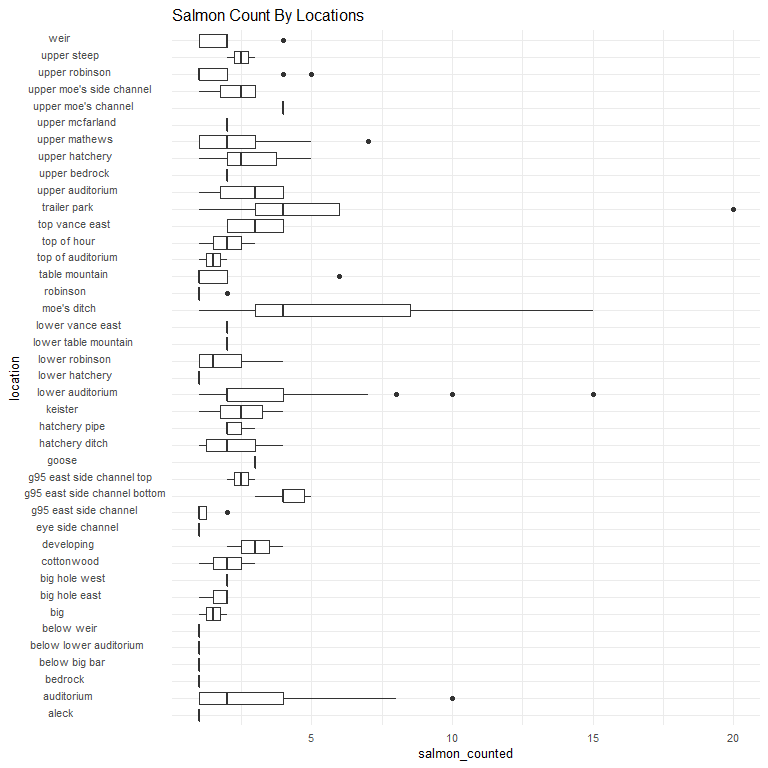 Salmon Count By Locations
weir
upper steep
upper robinson
upper moe's side channel
upper moe's channel
upper mcfarland
upper mathews
upper hatchery
upper bedrock
upper auditorium
trailer park
top vance east
top of hour
top of auditorium
table mountain
robinson
moe's ditch
lower vance east
lower table mountain
lower robinson
lower hatchery
lower auditorium
keister
hatchery pipe
hatchery ditch
goose
g95 east side channel top
g95 east side channel bottom
g95 east side channel
eye side channel
developing
cottonwood
big hole west
big hole east
big
below weir
below lower auditorium
below big bar
bedrock
auditorium
aleck
location
5 10 15 20
salmon_counted